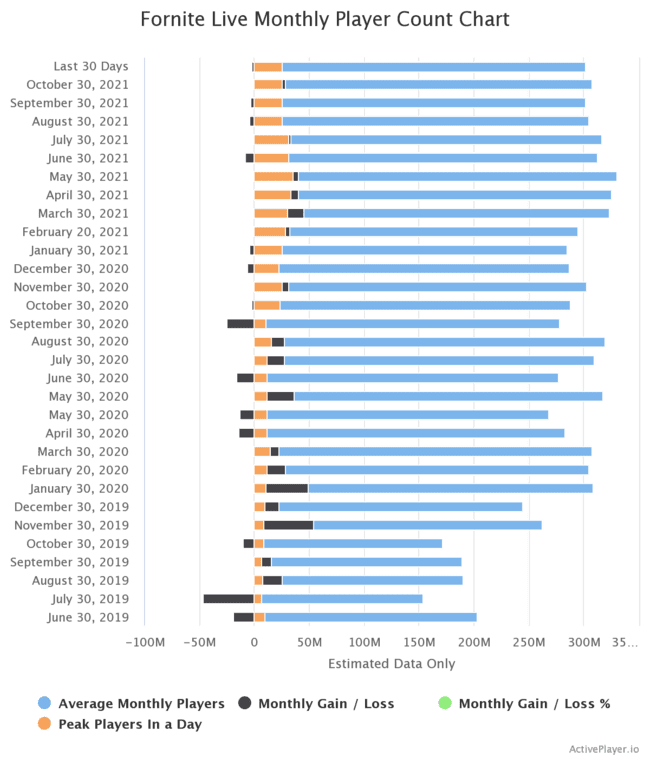 Fornite Live Monthly Player Count Chart
Last 30 Days
October 30, 2021
September 30, 2021
August 30, 2021
July 30, 2021
June 30, 2021
May 30, 2021
April 30, 2021
March 30, 2021
February 20, 2021
January 30, 2021
December 30, 2020
November 30, 2020
October 30, 2020
September 30, 2020
August 30, 2020
July 30, 2020
June 30, 2020
May 30, 2020
May 30, 2020
April 30, 2020
March 30, 2020
February 20, 2020
January 30, 2020
December 30, 2019
November 30, 2019
October 30, 2019
September 30, 2019
August 30, 2019
July 30, 2019
June 30, 2019
-100M -50M 0 50M 100M 150M 200M 250M 300M 35...
Estimated Data Only
Average Monthly Players Monthly Gain / Loss Monthly Gain / Loss %
Peak Players In a Day
ActivePlayer.io